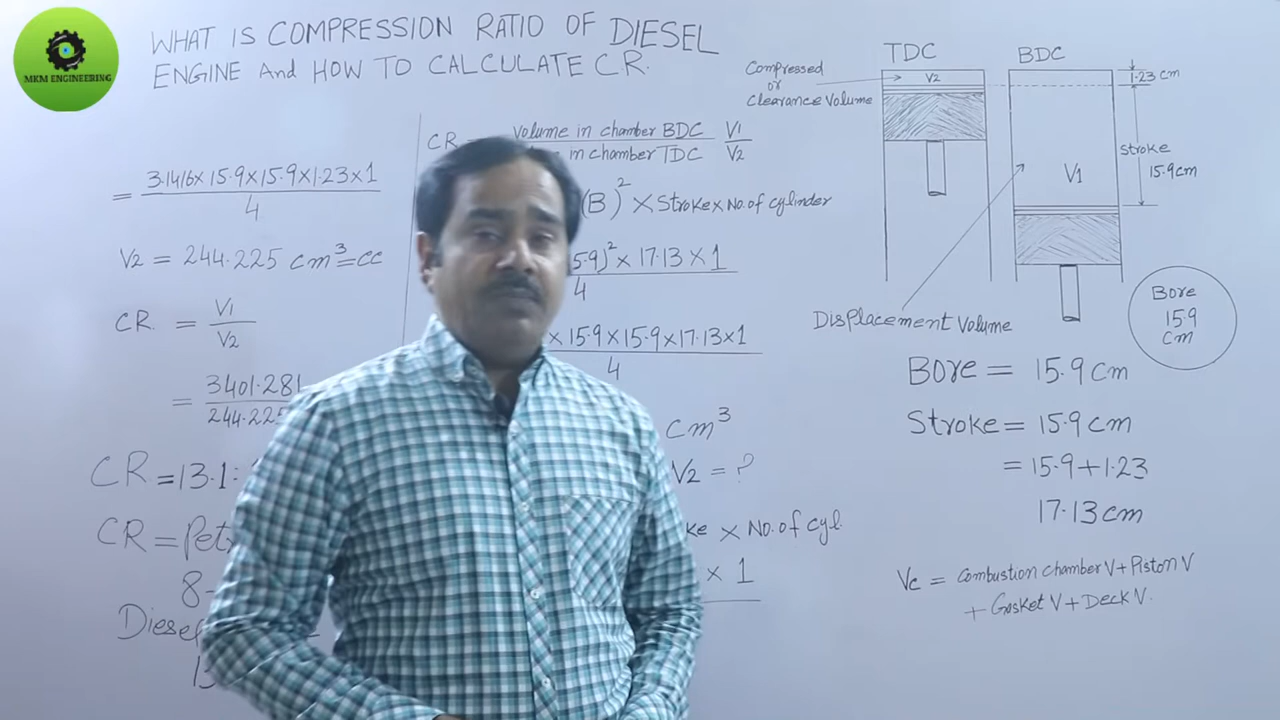 MKM ENGINEERING
WHAT IS COMPRESSION RATIO OF DIESEL
ENGINE and HOW TO CALCULATE CR.
= 3.1416 x 15.9 x 15.9 x 1.23 x 1
4
V2 = 244.225 cm³=cc
CR = V1
V2
= 3401.281
244.225
CR =13.1:
CR =
8-
13
CR
Volume in chamber BDC V1
in chamber TDC V2
(B)² x Stroke x No. of cylinder
5.9)² x 17.13 x 1
4
x 15.9 x 15.9 x 17.13 x 1
4
cm³
V2 = ?
ke x No. of cyl.
x 1
TDC
BDC
Compressed
or
Clearance Volume
V2
1.23 cm
Stroke
15.9cm
V1
Displacement Volume
Bore
15.9
cm
Bore = 15.9 cm
Stroke = 15.9 cm
= 15.9 + 1.23
17.13 cm
Vc = Combustion chamber V + Piston V
+ Gasket V + Deck V.